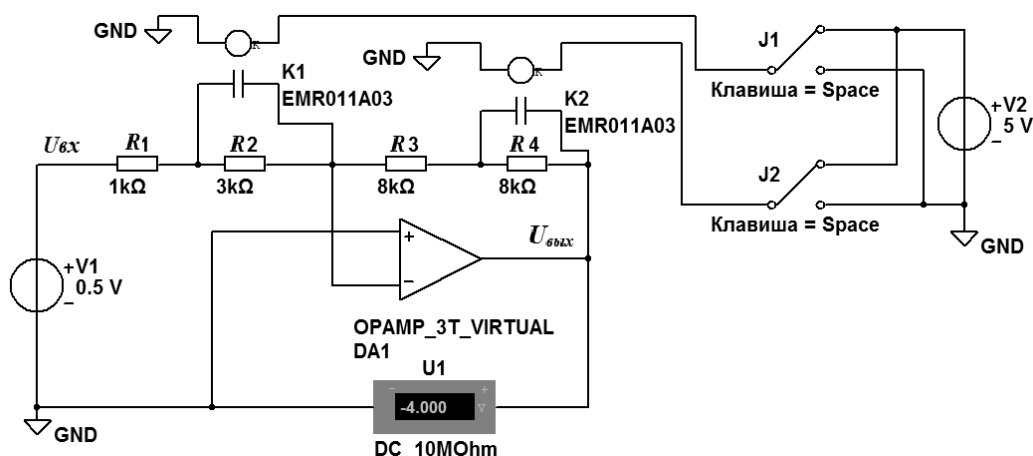 GND
K
J1
GND
K
K1
Клавиша = Space
EMR011A03
K2
+V2
EMR011A03
5 V
−
Uвх
R1
R2
R3
R4
J2
1kΩ
3kΩ
8kΩ
8kΩ
Клавиша = Space
+
Uвых
GND
+V1
0.5 V
−
−
OPAMP_3T_VIRTUAL
DA1
U1
− +
-4.000 V
GND
DC 10MOhm